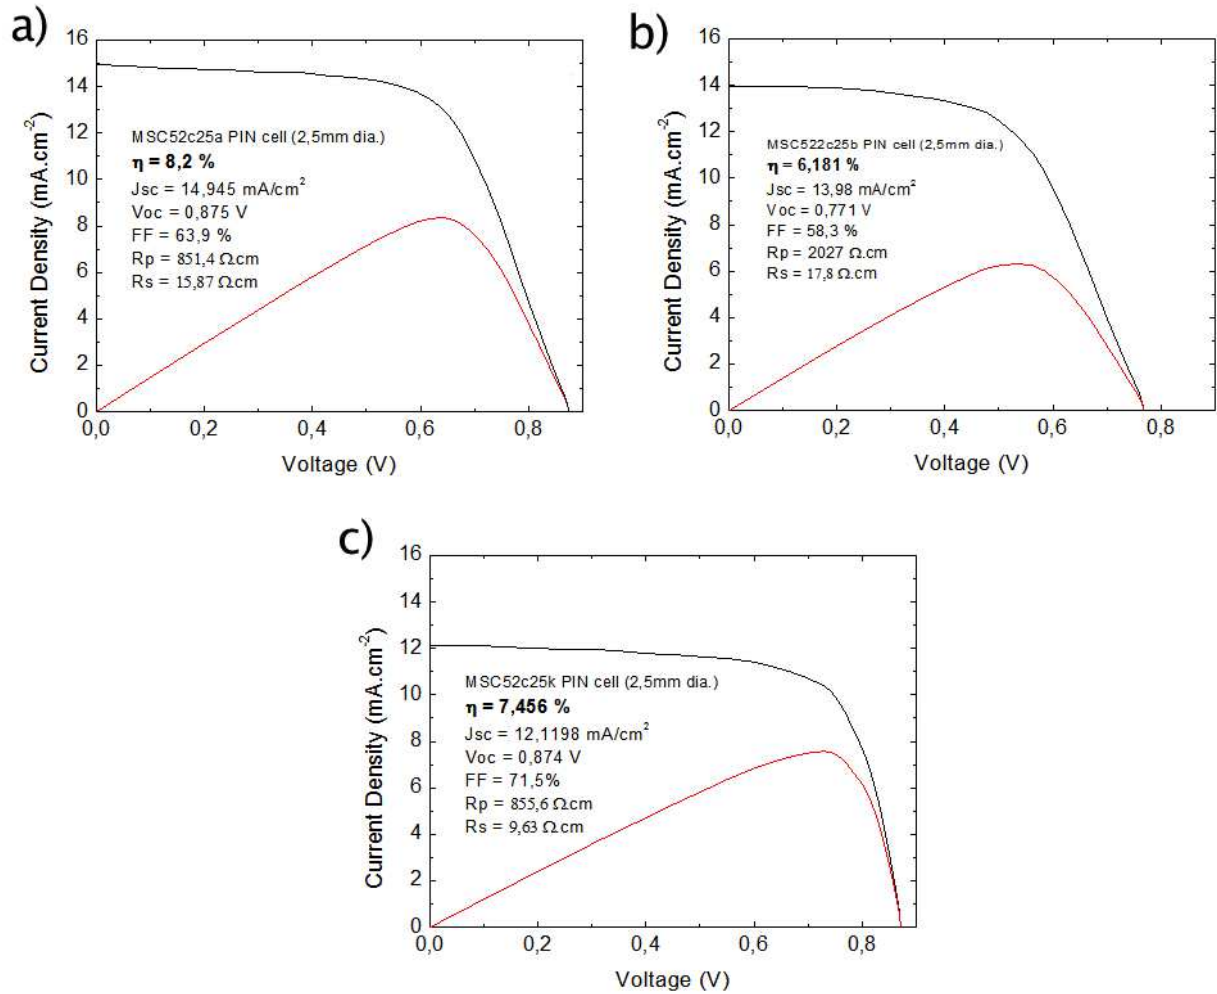 a)
16
14
12
10
8
6
4
2
0
Current Density (mA.cm⁻²)
MSC52c25a PIN cell (2,5mm dia.)
η = 8,2 %
Jsc = 14,945 mA/cm²
Voc = 0,875 V
FF = 63,9 %
Rp = 851,4 Ω.cm
Rs = 15,87 Ω.cm
0,0 0,2 0,4 0,6 0,8
Voltage (V)
b)
16
14
12
10
8
6
4
2
0
Current Density (mA.cm⁻²)
MSC522c25b PIN cell (2,5mm dia.)
η = 6,181 %
Jsc = 13,98 mA/cm²
Voc = 0,771 V
FF = 58,3 %
Rp = 2027 Ω.cm
Rs = 17,8 Ω.cm
0,0 0,2 0,4 0,6 0,8
Voltage (V)
c)
16
14
12
10
8
6
4
2
0
Current Density (mA.cm⁻²)
MSC52c25k PIN cell (2,5mm dia.)
η = 7,456 %
Jsc = 12,1198 mA/cm²
Voc = 0,874 V
FF = 71,5%
Rp = 855,6 Ω.cm
Rs = 9,63 Ω.cm
0,0 0,2 0,4 0,6 0,8
Voltage (V)